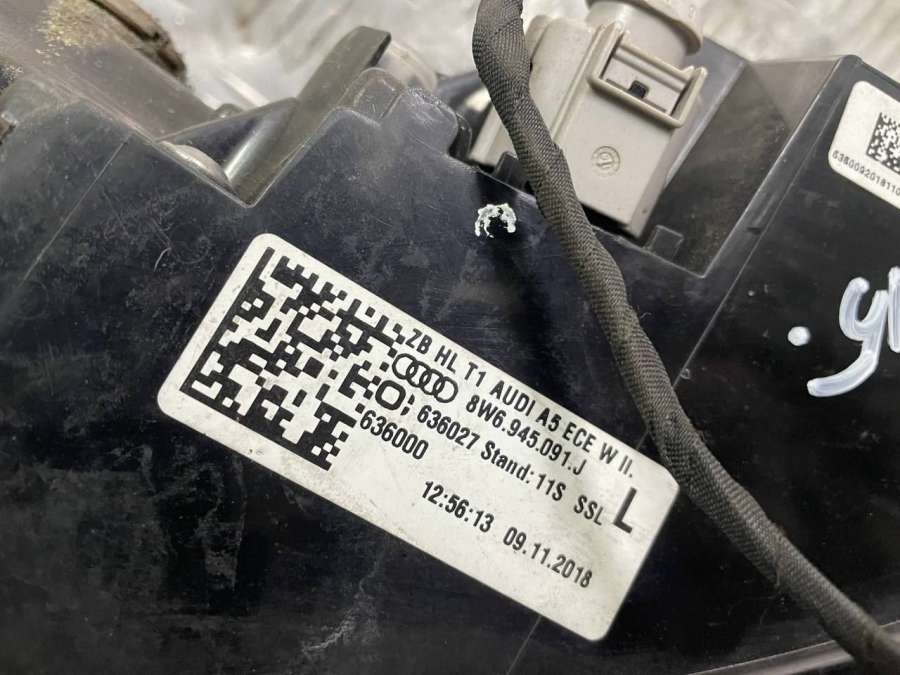 ZB HL T1 AUDI A5 ECE W II.
8W6.945.091.J
636027 Stand: 11S SSL L
636000
12:56:13 09.11.2018